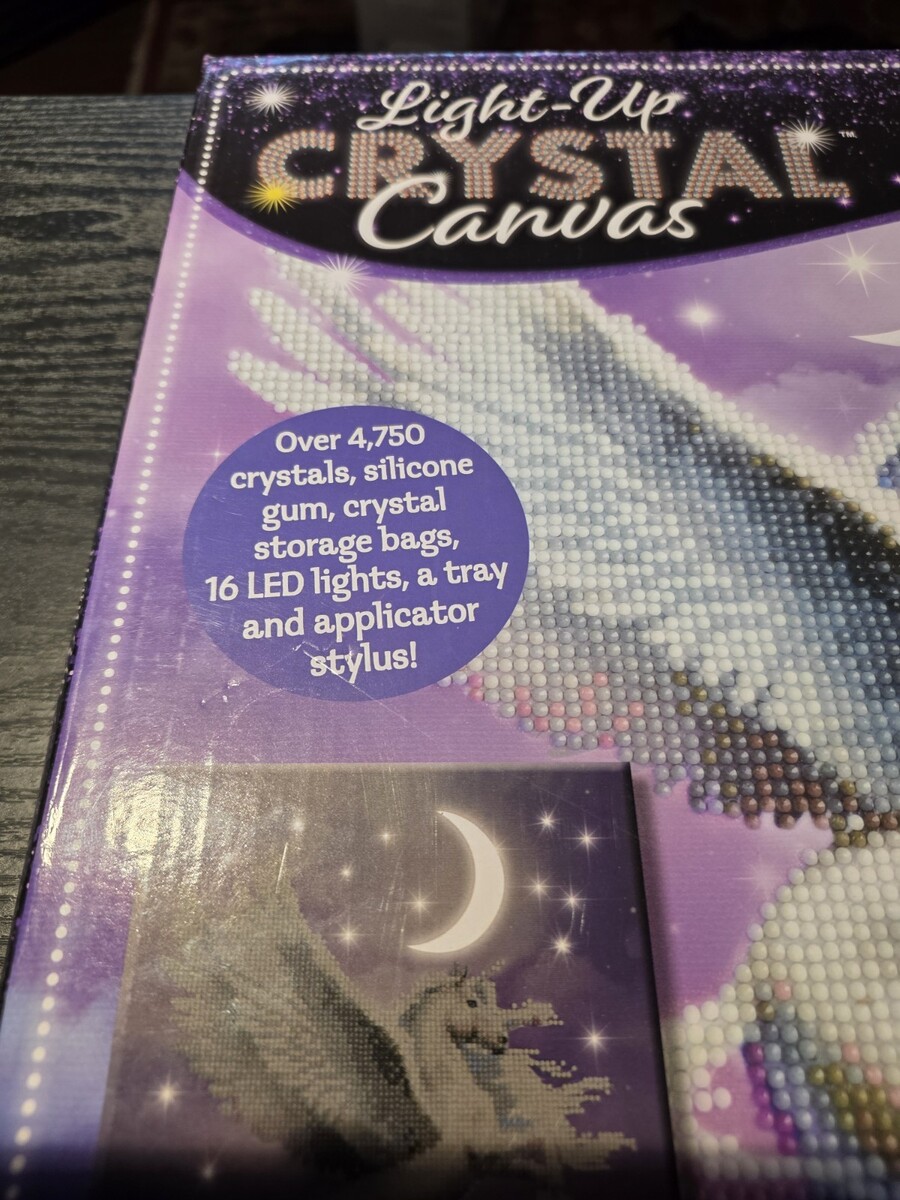 Light-Up
CRYSTAL™
Canvas
Over 4,750
crystals, silicone
gum, crystal
storage bags,
16 LED lights, a tray
and applicator
stylus!